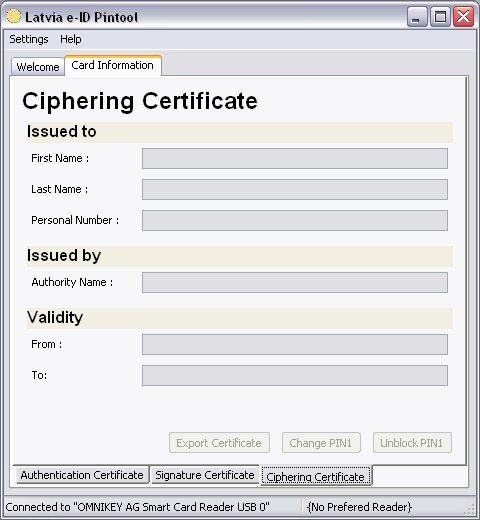 Latvia e-ID Pintool
Settings Help
Welcome Card Information
Ciphering Certificate
Issued to
First Name :
Last Name :
Personal Number :
Issued by
Authority Name :
Validity
From :
To:
Export Certificate Change PIN1 Unblock PIN1
Authentication Certificate Signature Certificate Ciphering Certificate
Connected to "OMNIKEY AG Smart Card Reader USB 0" {No Prefered Reader}